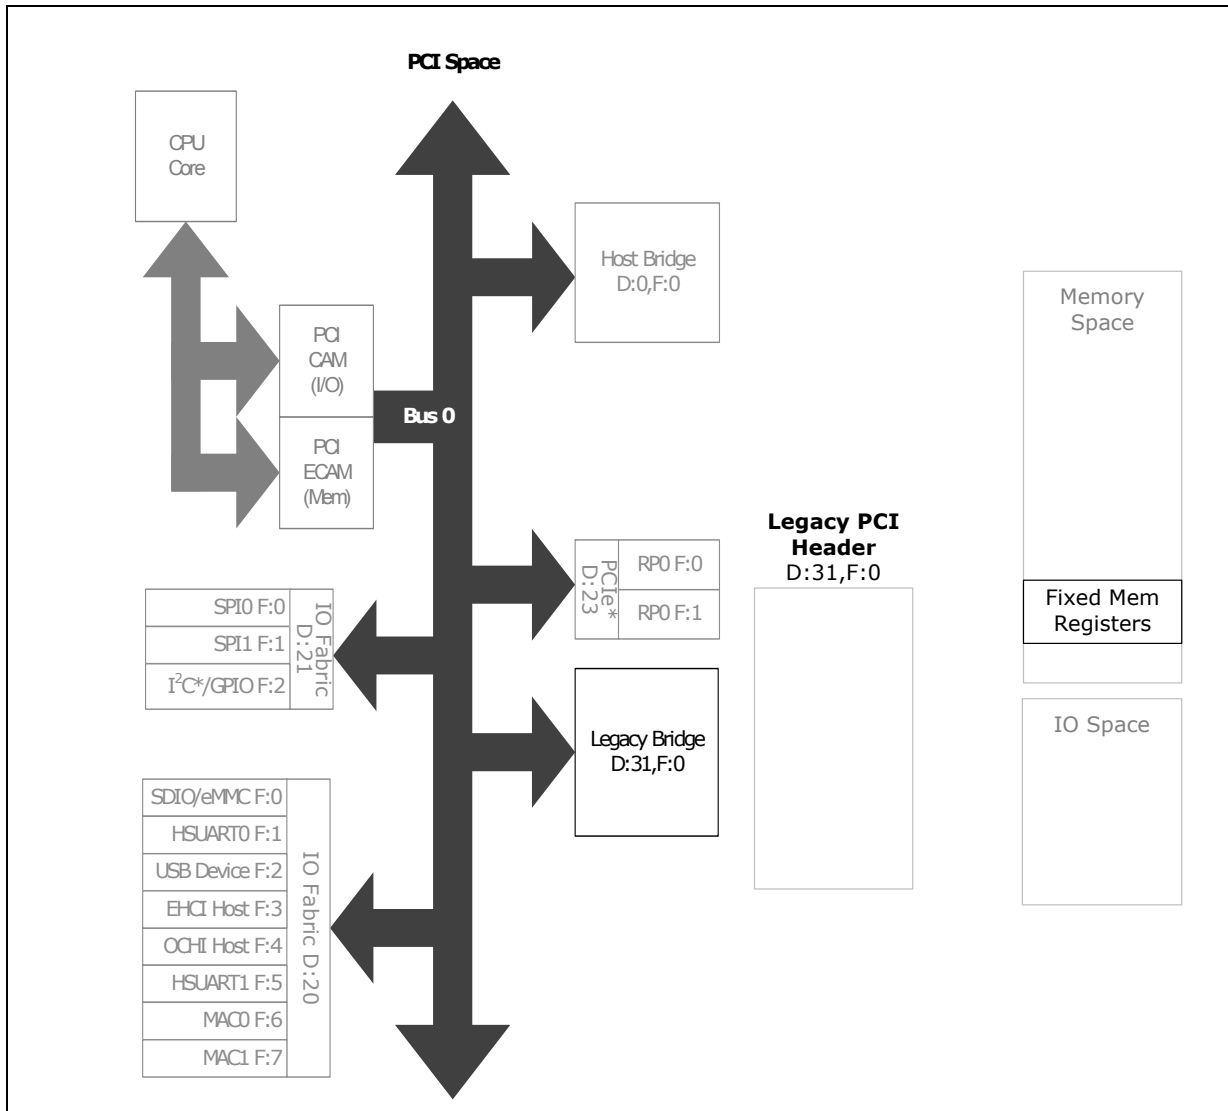 PCI Space
CPU
Core
Host Bridge
D:0,F:0
Memory
Space
PCI
CAM
(I/O)
Bus 0
PCI
ECAM
(Mem)
Legacy PCI
Header
D:31,F:0
PCIe*
D:23
RP0 F:0
RP0 F:1
Fixed Mem
Registers
SPI0 F:0
SPI1 F:1
I²C*/GPIO F:2
IO Fabric
D:21
Legacy Bridge
D:31,F:0
IO Space
SDIO/eMMC F:0
HSUART0 F:1
USB Device F:2
EHCI Host F:3
OCHI Host F:4
HSUART1 F:5
MAC0 F:6
MAC1 F:7
IO Fabric D:20